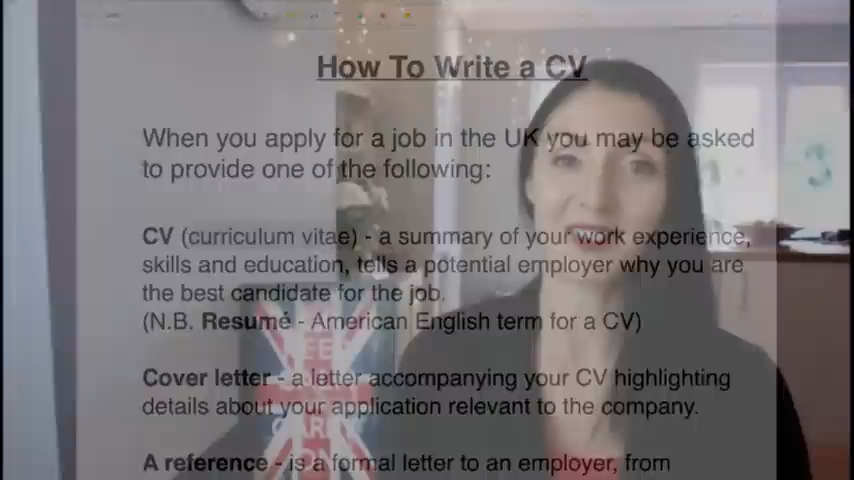 How To Write a CV
When you apply for a job in the UK you may be asked
to provide one of the following:
CV (curriculum vitae) - a summary of your work experience,
skills and education, tells a potential employer why you are
the best candidate for the job.
(N.B. Resumé - American English term for a CV)
Cover letter - a letter accompanying your CV highlighting
details about your application relevant to the company.
A reference - is a formal letter to an employer, from